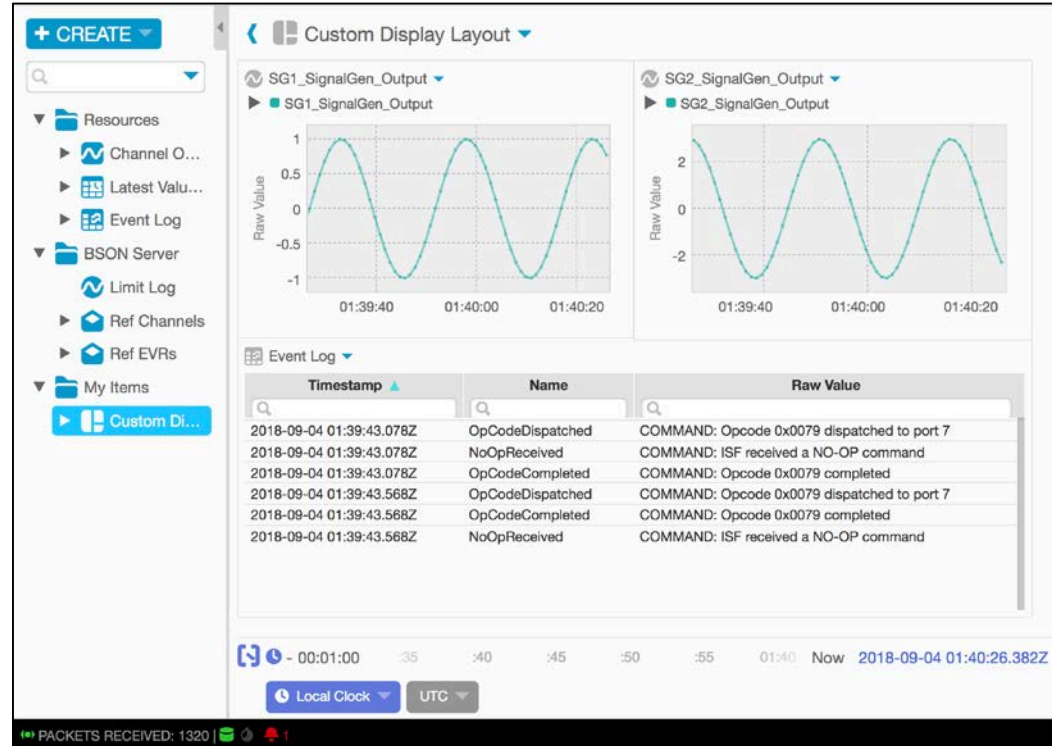 + CREATE
Resources
Channel O...
Latest Valu...
Event Log
BSON Server
Limit Log
Ref Channels
Ref EVRs
My Items
Custom Di...
Custom Display Layout
SG1_SignalGen_Output
SG1_SignalGen_Output
Raw Value
1
0.5
0
-0.5
-1
01:39:40 01:40:00 01:40:20
SG2_SignalGen_Output
SG2_SignalGen_Output
Raw Value
2
0
-2
01:39:40 01:40:00 01:40:20
Event Log
Timestamp Name Raw Value
2018-09-04 01:39:43.078Z OpCodeDispatched COMMAND: Opcode 0x0079 dispatched to port 7
2018-09-04 01:39:43.078Z NoOpReceived COMMAND: ISF received a NO-OP command
2018-09-04 01:39:43.078Z OpCodeCompleted COMMAND: Opcode 0x0079 completed
2018-09-04 01:39:43.568Z OpCodeDispatched COMMAND: Opcode 0x0079 dispatched to port 7
2018-09-04 01:39:43.568Z OpCodeCompleted COMMAND: Opcode 0x0079 completed
2018-09-04 01:39:43.568Z NoOpReceived COMMAND: ISF received a NO-OP command
- 00:01:00 :35 :40 :45 :50 :55 01:40 Now 2018-09-04 01:40:26.382Z
Local Clock UTC
PACKETS RECEIVED: 1320 | 1